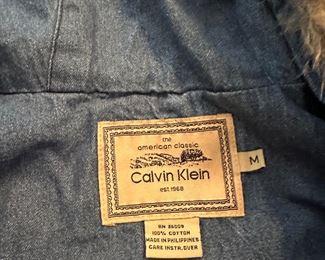 the
american classic
Calvin Klein
est.1968
M
RN 36009
100% COTTON
MADE IN PHILIPPINES
CARE INSTR.OVER